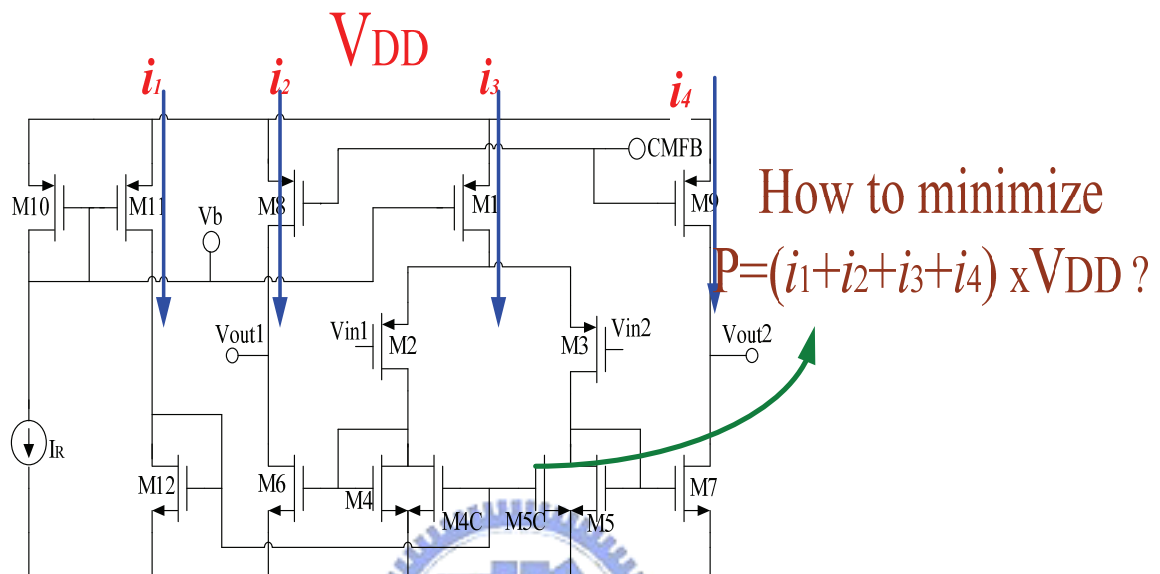 VDD
i1
i2
i3
i4
CMFB
M10
M11
M8
M1
M9
Vb
How to minimize
P=(i1+i2+i3+i4) xVDD ?
Vout1
Vin1
M2
M3
Vin2
Vout2
IR
M12
M6
M4
M4C
M5C
M5
M7